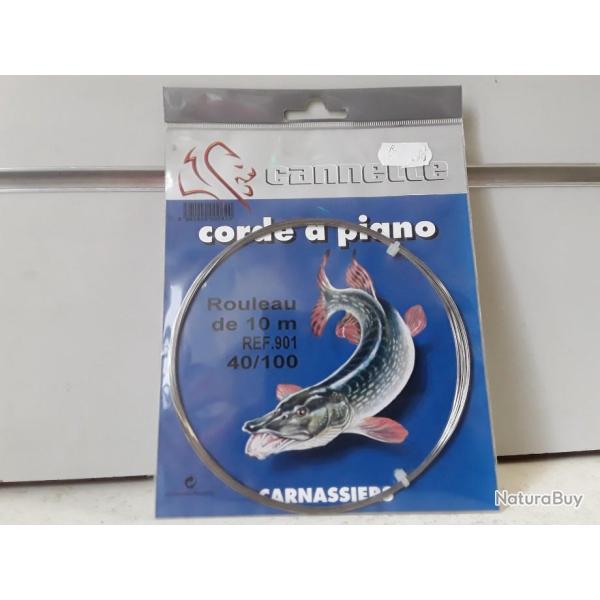 cannelle
corde a piano
Rouleau
de 10 m
REF.901
40/100
CARNASSIERS
NaturaBuy